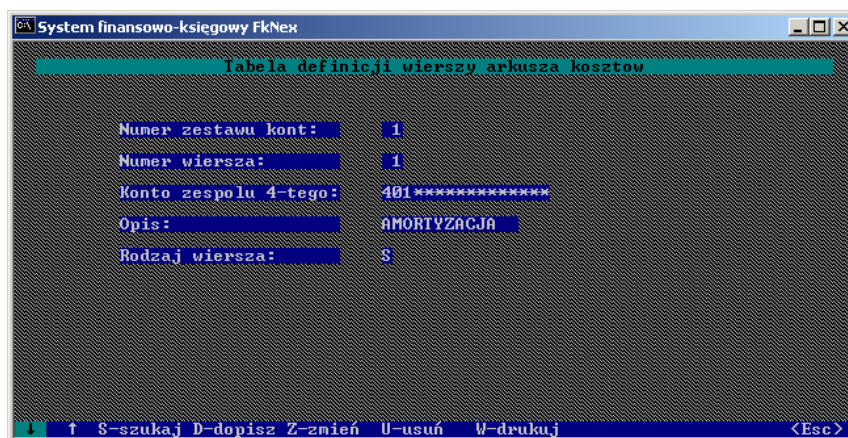 System finansowo-księgowy FkNex
Tabela definicji wierszy arkusza kosztow
Numer zestawu kont: 1
Numer wiersza: 1
Konto zespolu 4-tego: 401*************
Opis: AMORTYZACJA
Rodzaj wiersza: S
↓ ↑ S-szukaj D-dopisz Z-zmień U-usuń W-drukuj <Esc>